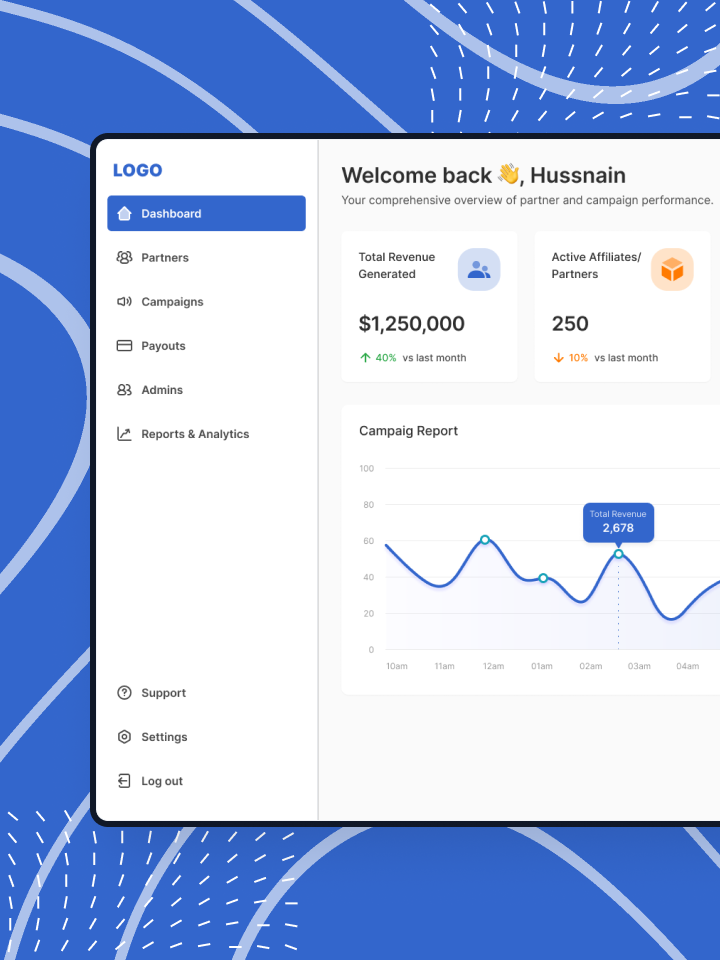 LOGO
Dashboard
Partners
Campaigns
Payouts
Admins
Reports & Analytics
Support
Settings
Log out
Welcome back 👋, Hussnain
Your comprehensive overview of partner and campaign performance.
Total Revenue
Generated
$1,250,000
40% vs last month
Active Affiliates/
Partners
250
10% vs last month
Campaig Report
100
80
60
40
20
0
Total Revenue
2,678
10am 11am 12am 01am 02am 03am 04am